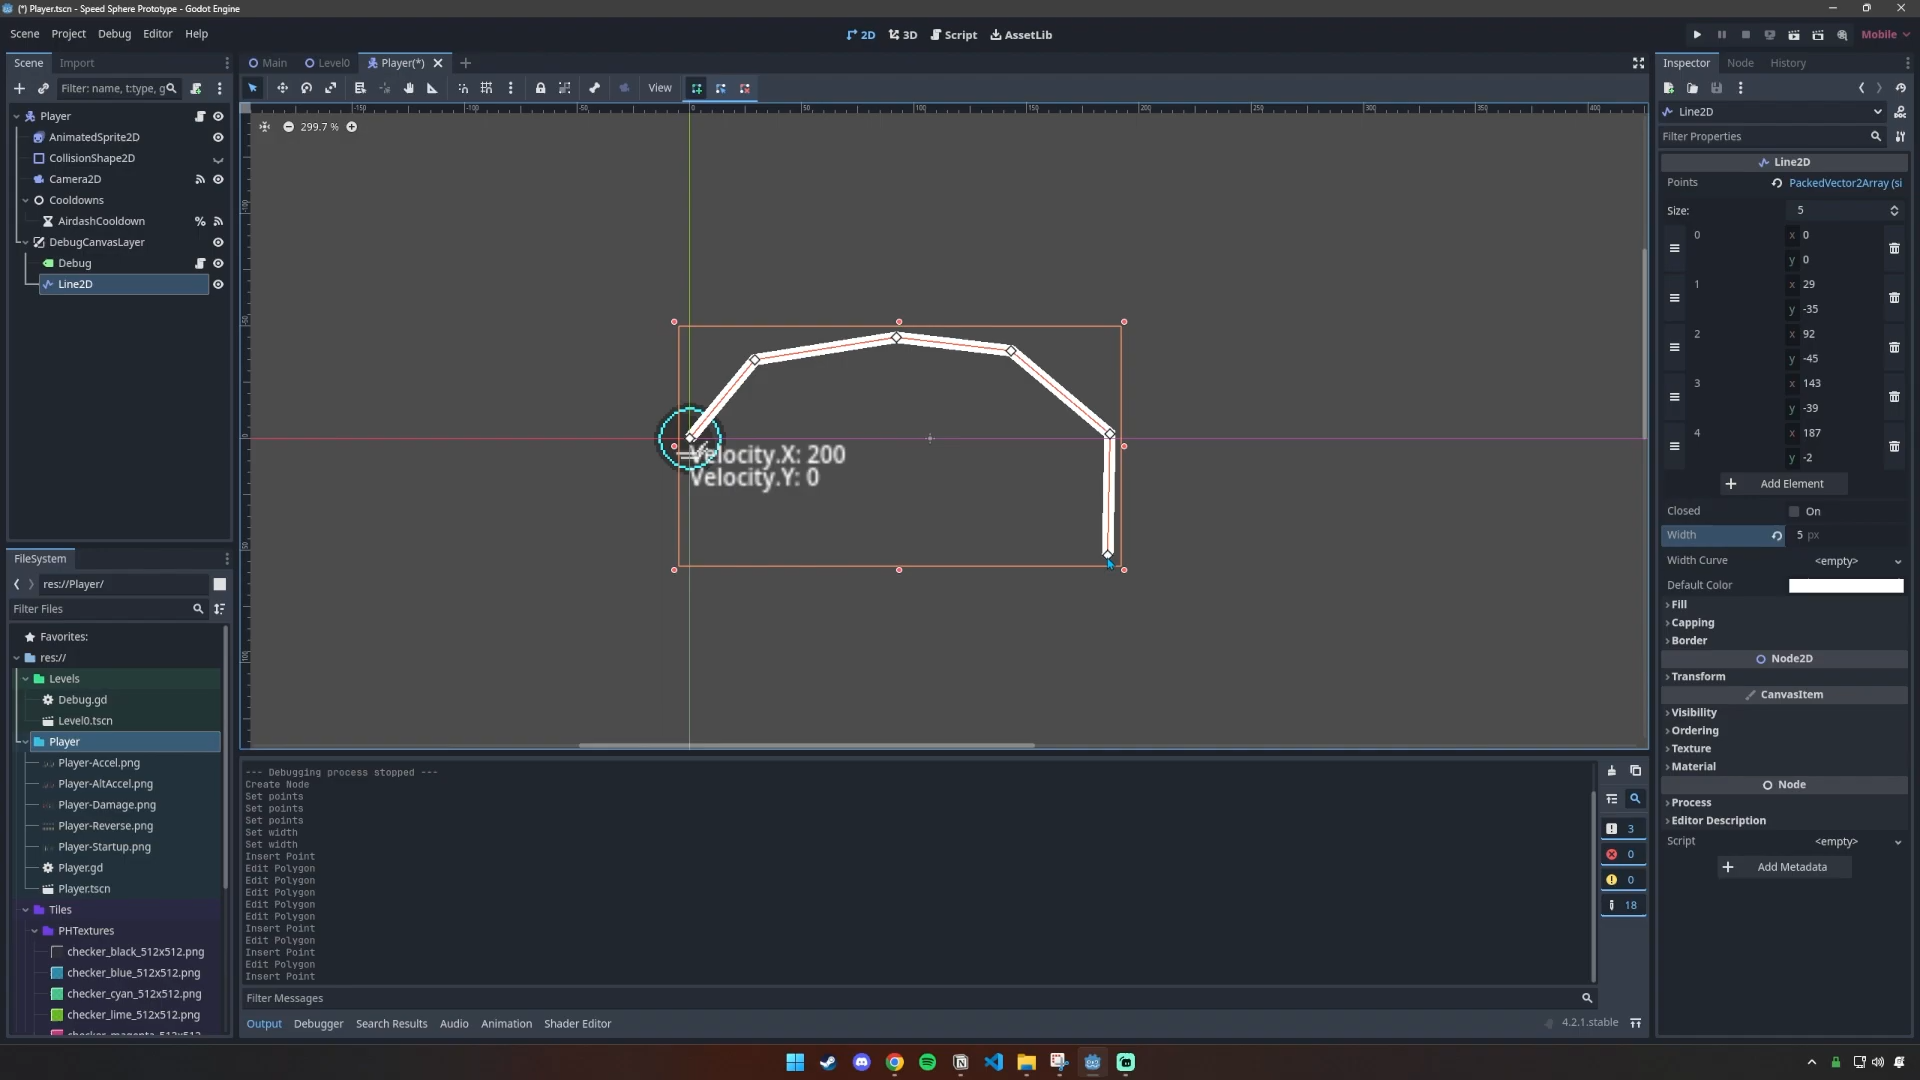 (*) Player.tscn - Speed Sphere Prototype - Godot Engine
Scene Project Debug Editor Help
2D 3D Script AssetLib
Mobile
Scene Import
Filter: name, t:type, g
Player
AnimatedSprite2D
CollisionShape2D
Camera2D
Cooldowns
AirdashCooldown
DebugCanvasLayer
Debug
Line2D
Main Level0 Player(*)
View
299.7 %
Velocity.X: 200
Velocity.Y: 0
FileSystem
res://Player/
Filter Files
Favorites:
res://
Levels
Debug.gd
Level0.tscn
Player
Player-Accel.png
Player-AltAccel.png
Player-Damage.png
Player-Reverse.png
Player-Startup.png
Player.gd
Player.tscn
Tiles
PHTextures
checker_black_512x512.png
checker_blue_512x512.png
checker_cyan_512x512.png
checker_lime_512x512.png
checker_magenta_512x512
--- Debugging process stopped ---
Create Node
Set points
Set points
Set points
Set width
Set width
Insert Point
Edit Polygon
Edit Polygon
Edit Polygon
Edit Polygon
Edit Polygon
Insert Point
Edit Polygon
Insert Point
Edit Polygon
Insert Point
3
0
0
18
Filter Messages
Output Debugger Search Results Audio Animation Shader Editor
4.2.1.stable
Inspector Node History
Line2D
Filter Properties
Line2D
Points PackedVector2Array (si
Size: 5
0 x 0
y 0
1 x 29
y -35
2 x 92
y -45
3 x 143
y -39
4 x 187
y -2
Add Element
Closed On
Width 5 px
Width Curve <empty>
Default Color
Fill
Capping
Border
Node2D
Transform
CanvasItem
Visibility
Ordering
Texture
Material
Node
Process
Editor Description
Script <empty>
Add Metadata